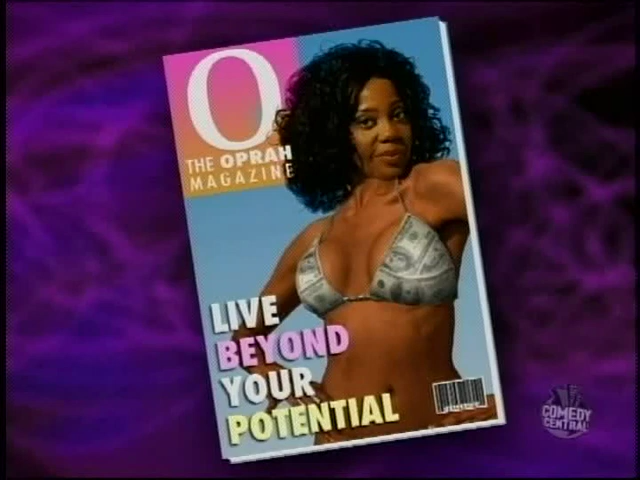 O
THE OPRAH
MAGAZINE
LIVE
BEYOND
YOUR
POTENTIAL
COMEDY
CENTRAL